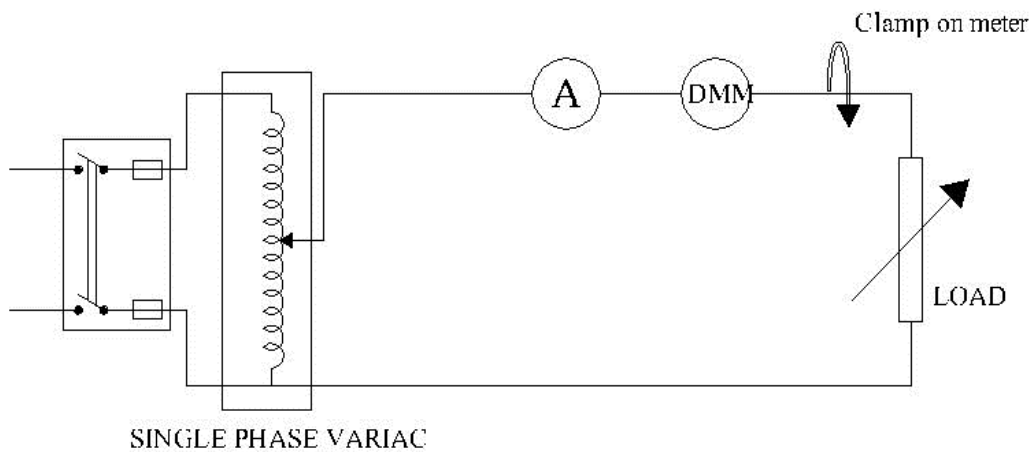 Clamp on meter
A
DMM
LOAD
SINGLE PHASE VARIAC